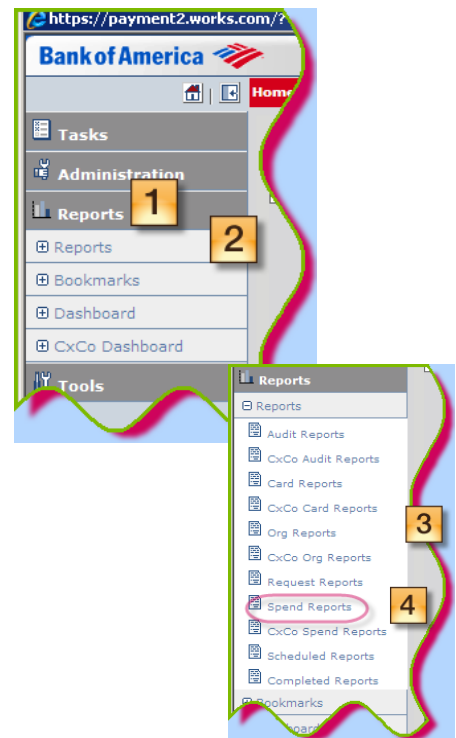 https://payment2.works.com/?
Bank of America
Home
Tasks
Administration
1
Reports
2
Reports
Bookmarks
Dashboard
CxCo Dashboard
Tools
Reports
Reports
Audit Reports
CxCo Audit Reports
Card Reports
CxCo Card Reports
3
Org Reports
CxCo Org Reports
Request Reports
Spend Reports
4
CxCo Spend Reports
Scheduled Reports
Completed Reports
Bookmarks